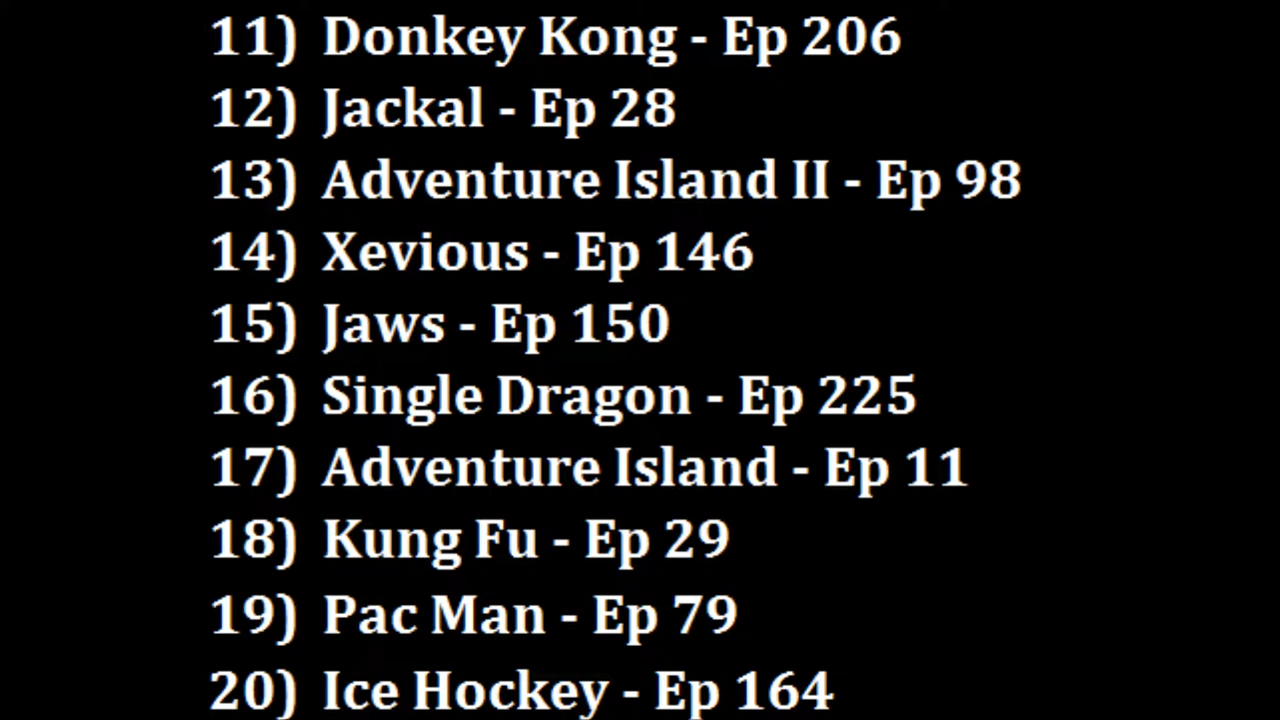 11) Donkey Kong - Ep 206
12) Jackal - Ep 28
13) Adventure Island II - Ep 98
14) Xevious - Ep 146
15) Jaws - Ep 150
16) Single Dragon - Ep 225
17) Adventure Island - Ep 11
18) Kung Fu - Ep 29
19) Pac Man - Ep 79
20) Ice Hockey - Ep 164